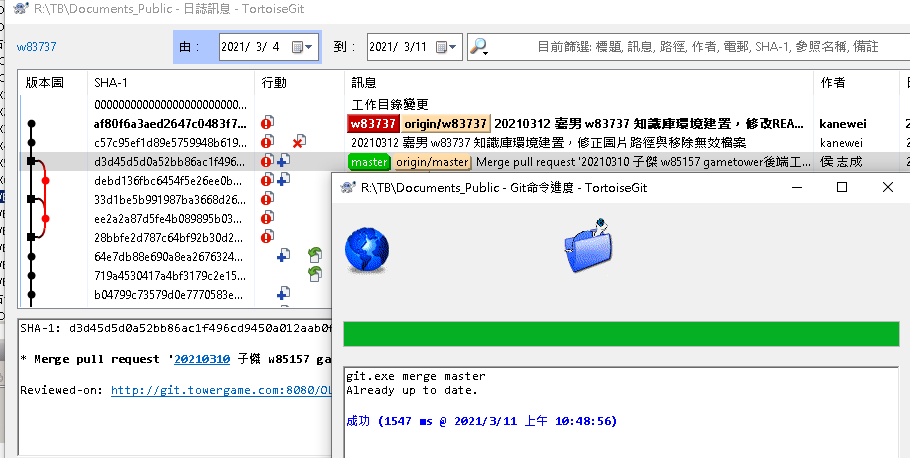 R:\TB\Documents_Public - 日誌訊息 - TortoiseGit
w83737
由: 2021/ 3/ 4
到: 2021/ 3/11
目前篩選: 標題, 訊息, 路徑, 作者, 電郵, SHA-1, 參照名稱, 備註
版本圖 SHA-1 行動 訊息 作者
工作目錄變更
af80f6a3aed2647c0483f7... w83737 origin/w83737 20210312 嘉男 w83737 知識庫環境建置，修改REA... kanewei
c57c95ef1d89e5759948b619... 20210312 嘉男 w83737 知識庫環境建置，修正圖片路徑與移除無效檔案 kanewei
d3d45d5d0a52bb86ac1f496... master origin/master Merge pull request '20210310 子傑 w85157 gametower後端工... 侯 志成
debd136fbc6454f5e26ee0b...
33d1be5b991987ba3668d26...
ee2a2a87d5fe4b089895b03...
28bbfe2d787c64bf92b30d2...
64e7db88e690a8ea2676324...
719a4530417a4bf3179c2e15...
b04799c73579d0e7770583e...
SHA-1: d3d45d5d0a52bb86ac1f496cd9450a012aab0f
* Merge pull request '20210310 子傑 w85157 ga
Reviewed-on: http://git.towergame.com:8080/OL
R:\TB\Documents_Public - Git命令進度 - TortoiseGit
git.exe merge master
Already up to date.
成功 (1547 ms @ 2021/3/11 上午 10:48:56)